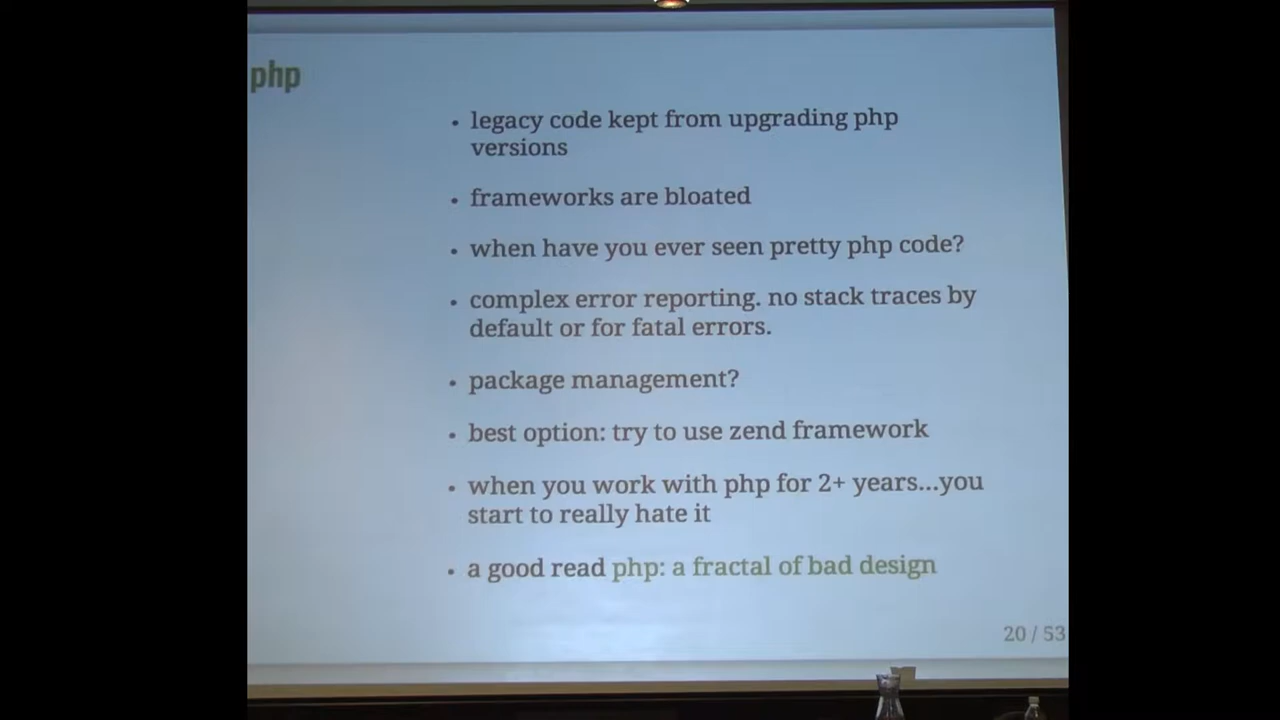 php
• legacy code kept from upgrading php
versions
• frameworks are bloated
• when have you ever seen pretty php code?
• complex error reporting. no stack traces by
default or for fatal errors.
• package management?
• best option: try to use zend framework
• when you work with php for 2+ years...you
start to really hate it
• a good read php: a fractal of bad design
20 / 53